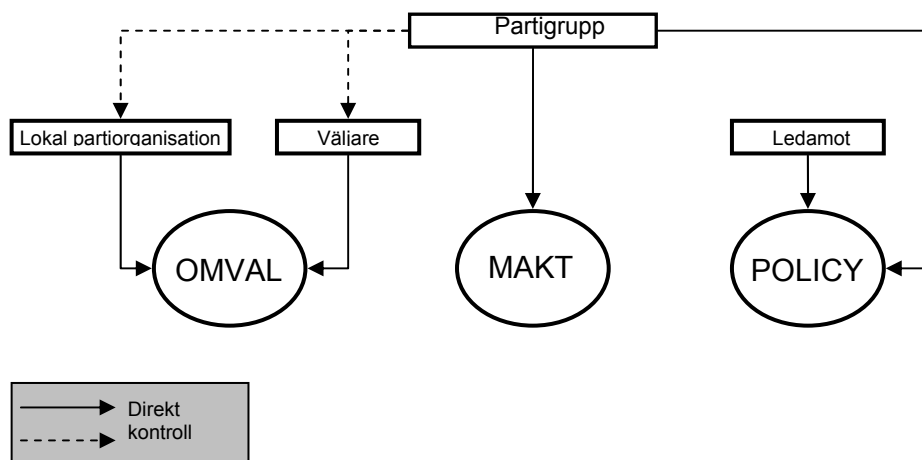 Partigrupp
Lokal partiorganisation
Väljare
Ledamot
OMVAL
MAKT
POLICY
Direkt
kontroll